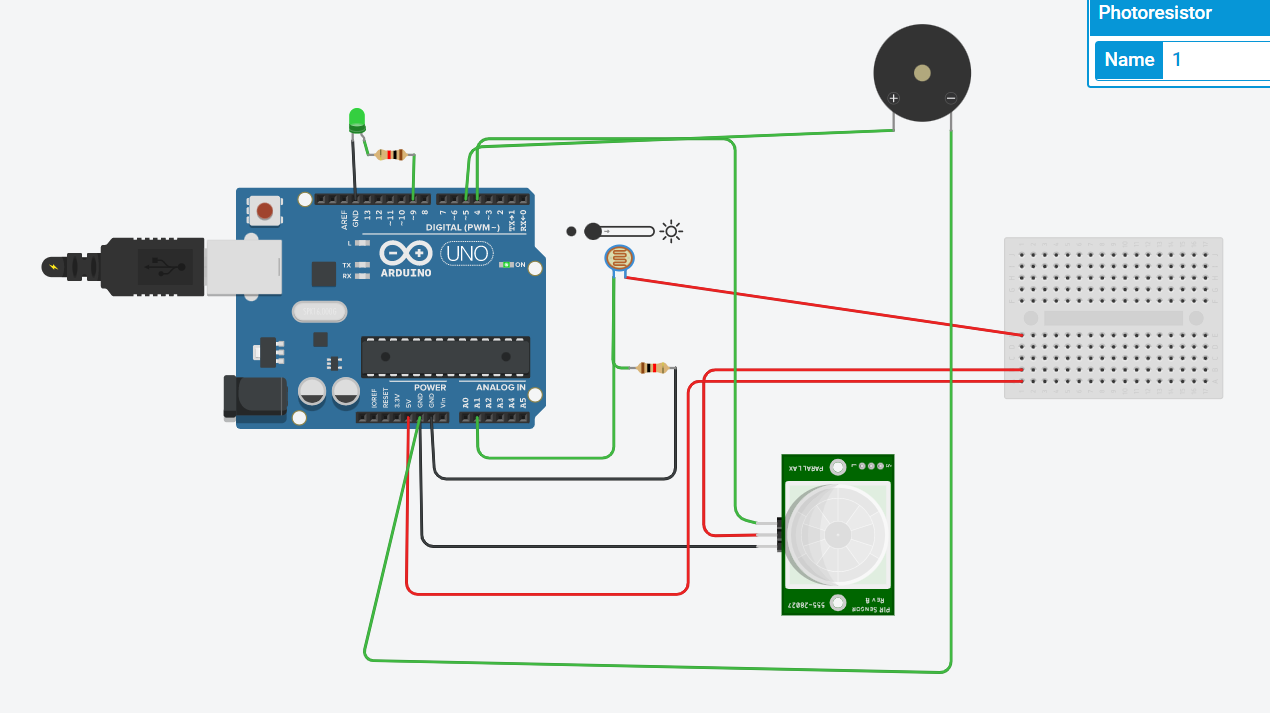 Photoresistor
Name 1
+ −
AREF
GND
13
12
~11
~10
~9
8
7
~6
~5
4
~3
2
TX→1
RX←0
DIGITAL (PWM~)
L
TX
RX
ARDUINO
UNO
ON
POWER
ANALOG IN
IOREF
RESET
3.3V
5V
GND
GND
Vin
A0
A1
A2
A3
A4
A5
PARALLAX
555-28027
PIR SENSOR
Rev B